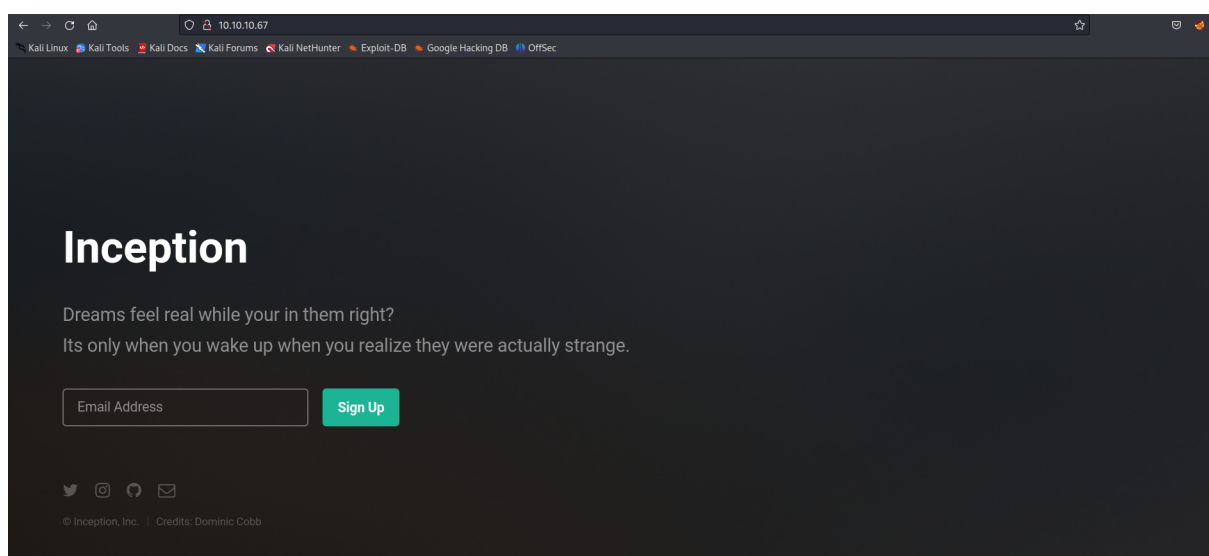 10.10.10.67
Kali Linux Kali Tools Kali Docs Kali Forums Kali NetHunter Exploit-DB Google Hacking DB OffSec
Inception
Dreams feel real while your in them right?
Its only when you wake up when you realize they were actually strange.
Email Address Sign Up
© Inception, Inc. | Credits: Dominic Cobb